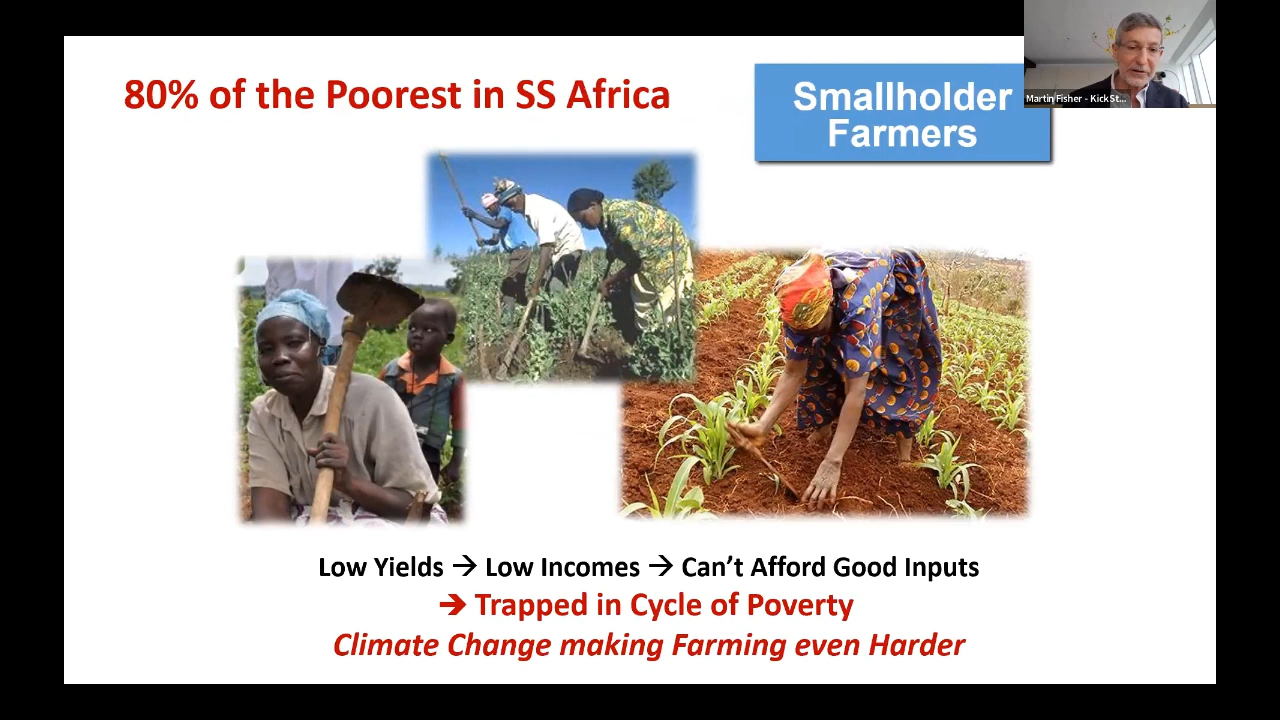 80% of the Poorest in SS Africa
Smallholder
Farmers
Martin Fisher - KickSt...
Low Yields → Low Incomes → Can’t Afford Good Inputs
➔ Trapped in Cycle of Poverty
Climate Change making Farming even Harder